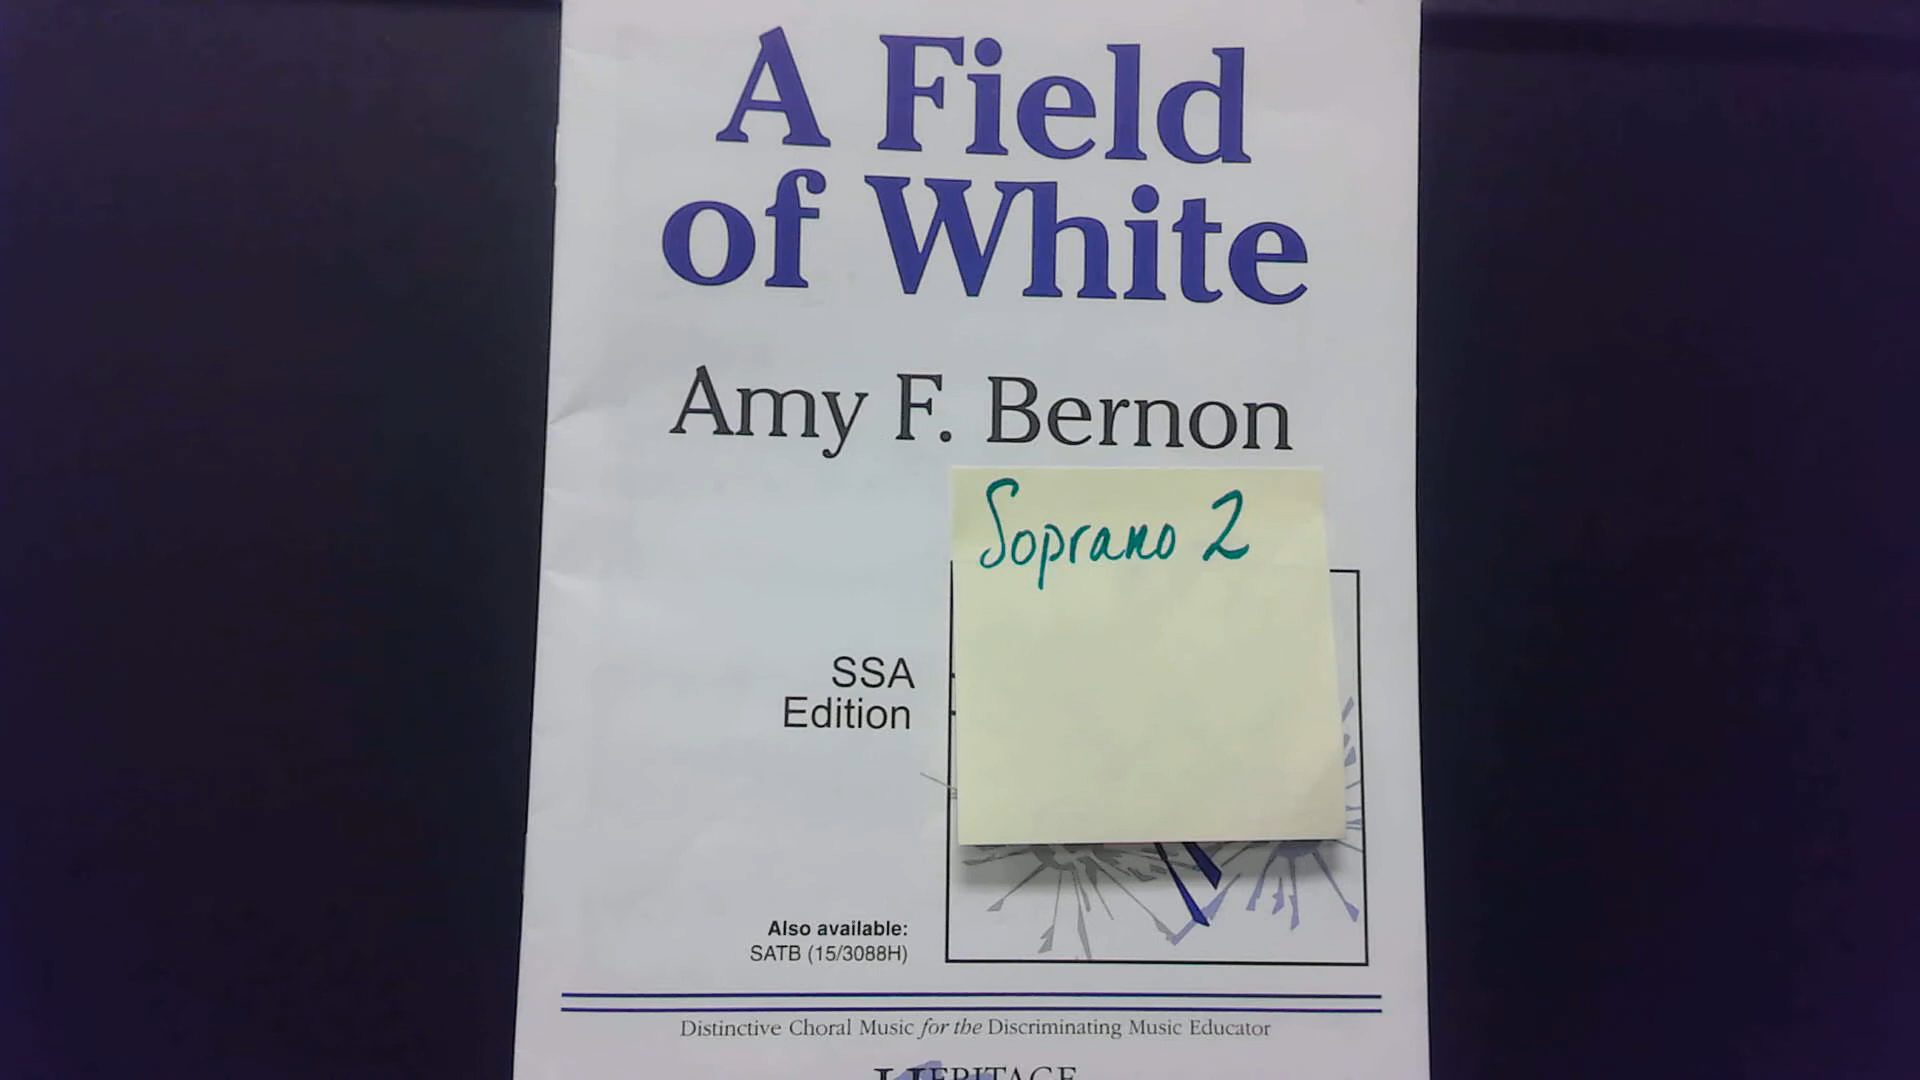 A Field
of White
Amy F. Bernon
Soprano 2
SSA
Edition
Also available:
SATB (15/3088H)
Distinctive Choral Music for the Discriminating Music Educator
HERITAGE